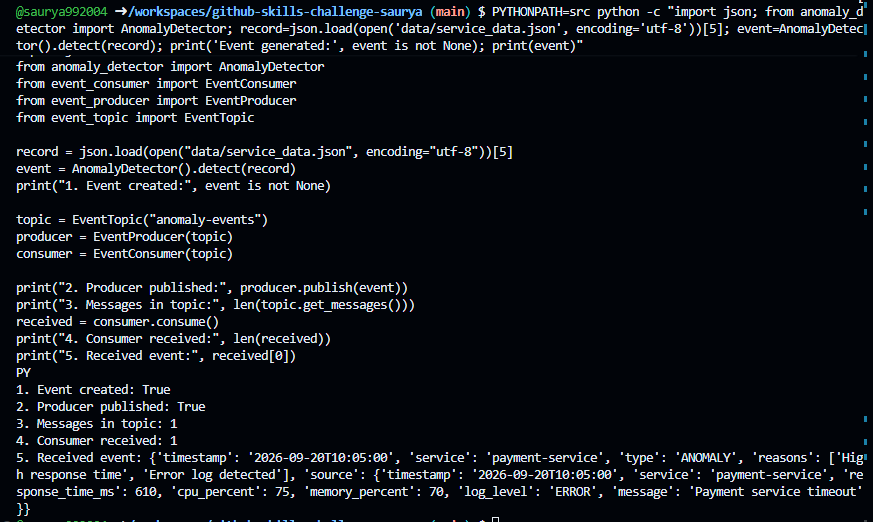 @saurya992004 ➜/workspaces/github-skills-challenge-saurya (main) $ PYTHONPATH=src python -c "import json; from anomaly_d
etector import AnomalyDetector; record=json.load(open('data/service_data.json', encoding='utf-8'))[5]; event=AnomalyDetec
tor().detect(record); print('Event generated:', event is not None); print(event)"
from anomaly_detector import AnomalyDetector
from event_consumer import EventConsumer
from event_producer import EventProducer
from event_topic import EventTopic
record = json.load(open("data/service_data.json", encoding="utf-8"))[5]
event = AnomalyDetector().detect(record)
print("1. Event created:", event is not None)
topic = EventTopic("anomaly-events")
producer = EventProducer(topic)
consumer = EventConsumer(topic)
print("2. Producer published:", producer.publish(event))
print("3. Messages in topic:", len(topic.get_messages()))
received = consumer.consume()
print("4. Consumer received:", len(received))
print("5. Received event:", received[0])
PY
1. Event created: True
2. Producer published: True
3. Messages in topic: 1
4. Consumer received: 1
5. Received event: {'timestamp': '2026-09-20T10:05:00', 'service': 'payment-service', 'type': 'ANOMALY', 'reasons': ['Hig
h response time', 'Error log detected'], 'source': {'timestamp': '2026-09-20T10:05:00', 'service': 'payment-service', 're
sponse_time_ms': 610, 'cpu_percent': 75, 'memory_percent': 70, 'log_level': 'ERROR', 'message': 'Payment service timeout'
}}